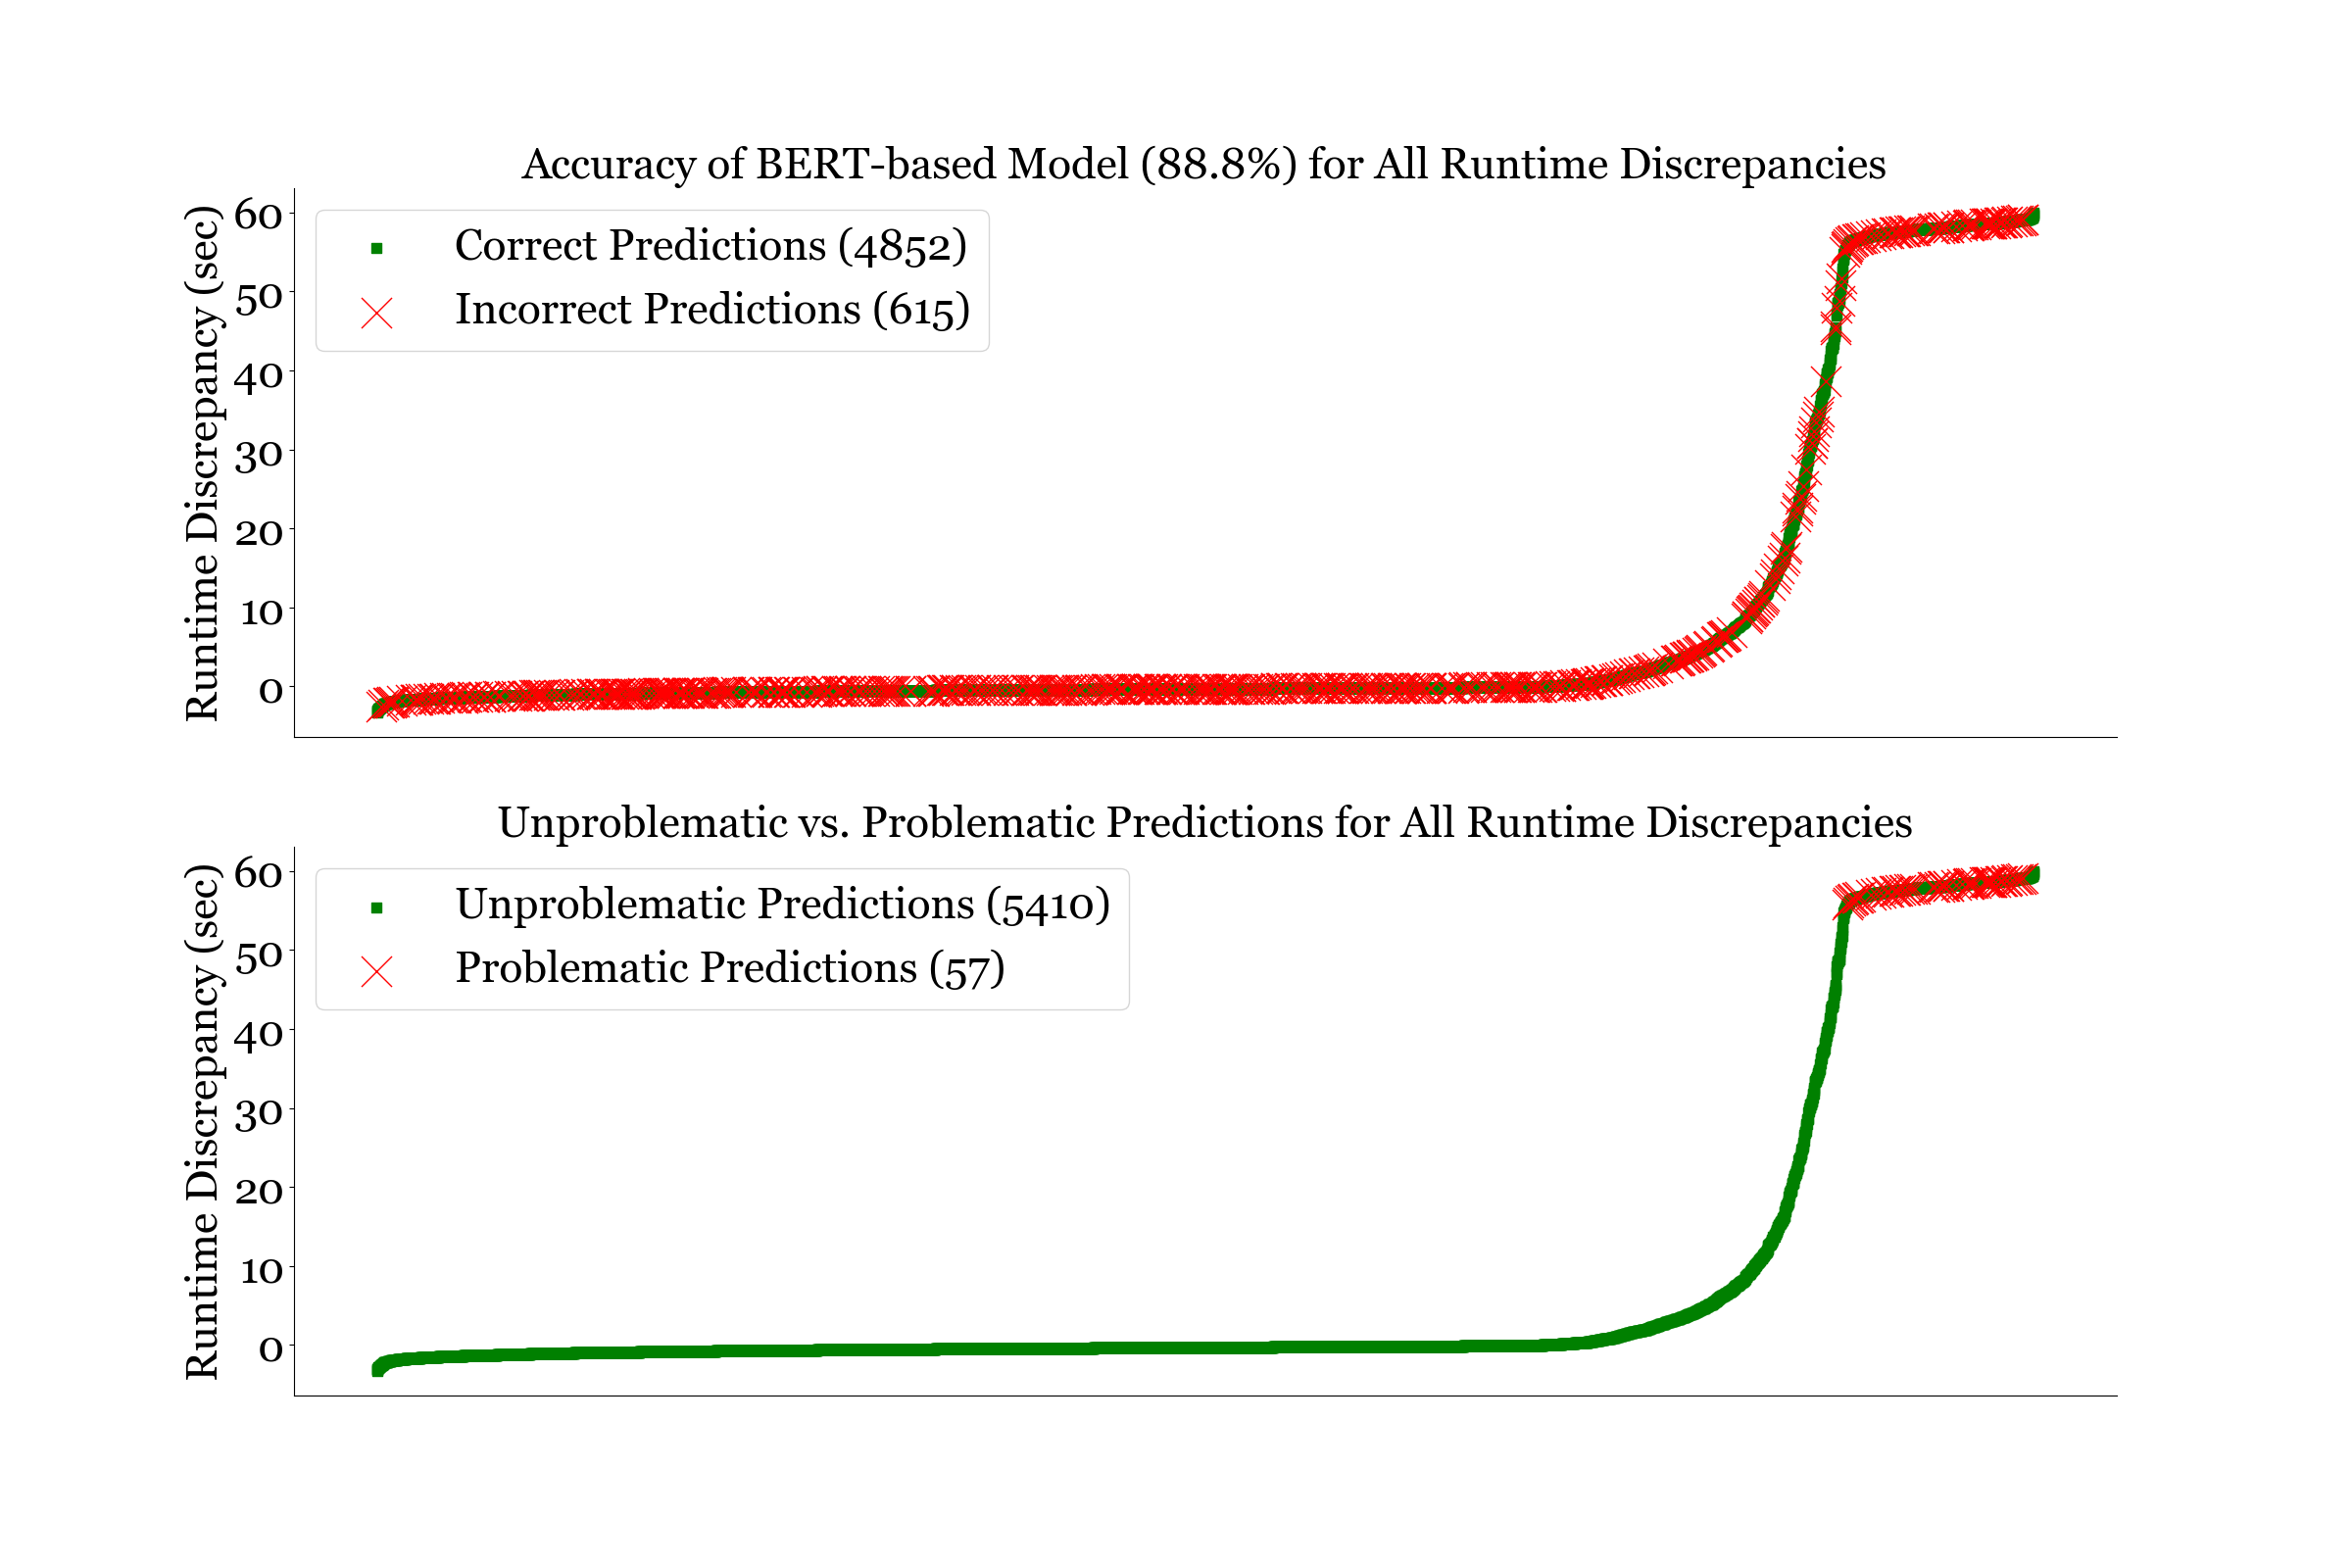 Accuracy of BERT-based Model (88.8%) for All Runtime Discrepancies
Runtime Discrepancy (sec)
60
50
40
30
20
10
0
Correct Predictions (4852)
Incorrect Predictions (615)
Unproblematic vs. Problematic Predictions for All Runtime Discrepancies
Runtime Discrepancy (sec)
60
50
40
30
20
10
0
Unproblematic Predictions (5410)
Problematic Predictions (57)